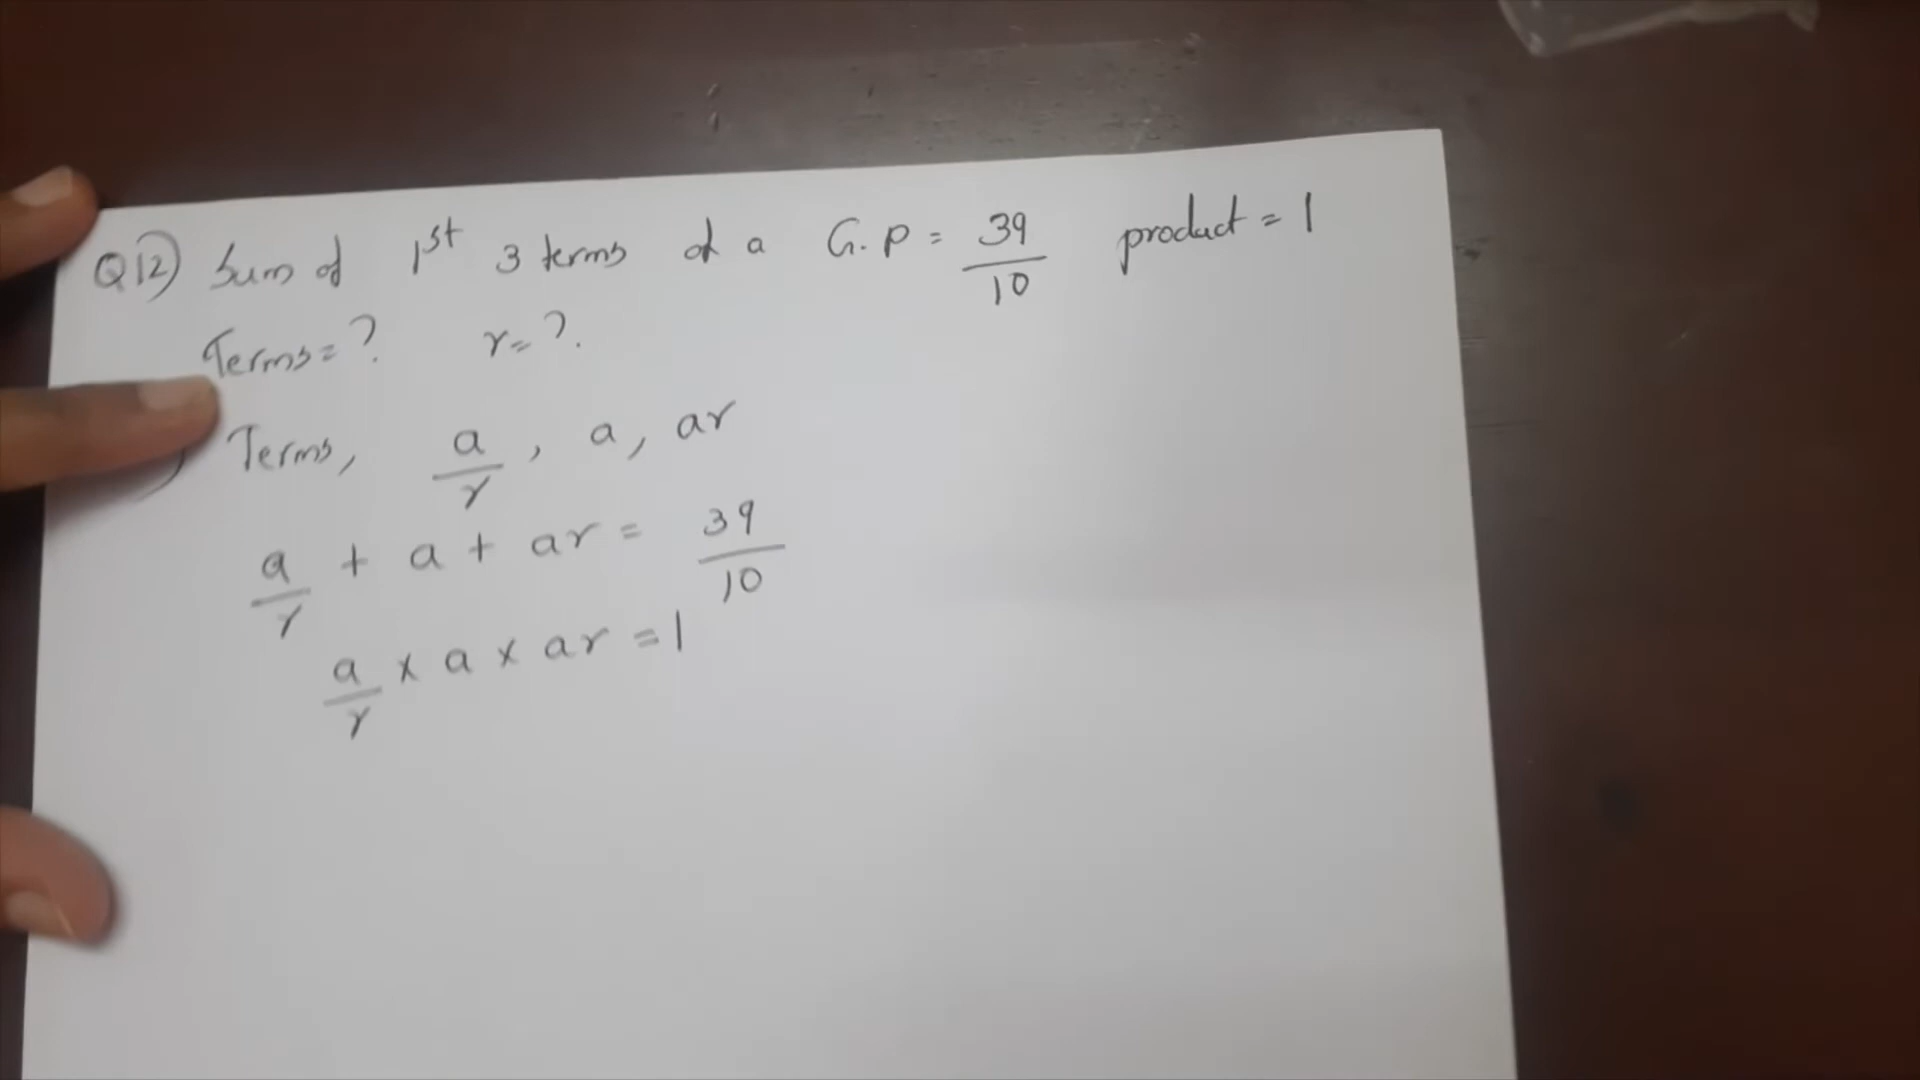 Q12) Sum of 1st 3 terms of a G.P = 39/10 product = 1
Terms = ? r = ?.
Terms, a/r, a, ar
a/r + a + ar = 39/10
a/r × a × ar = 1